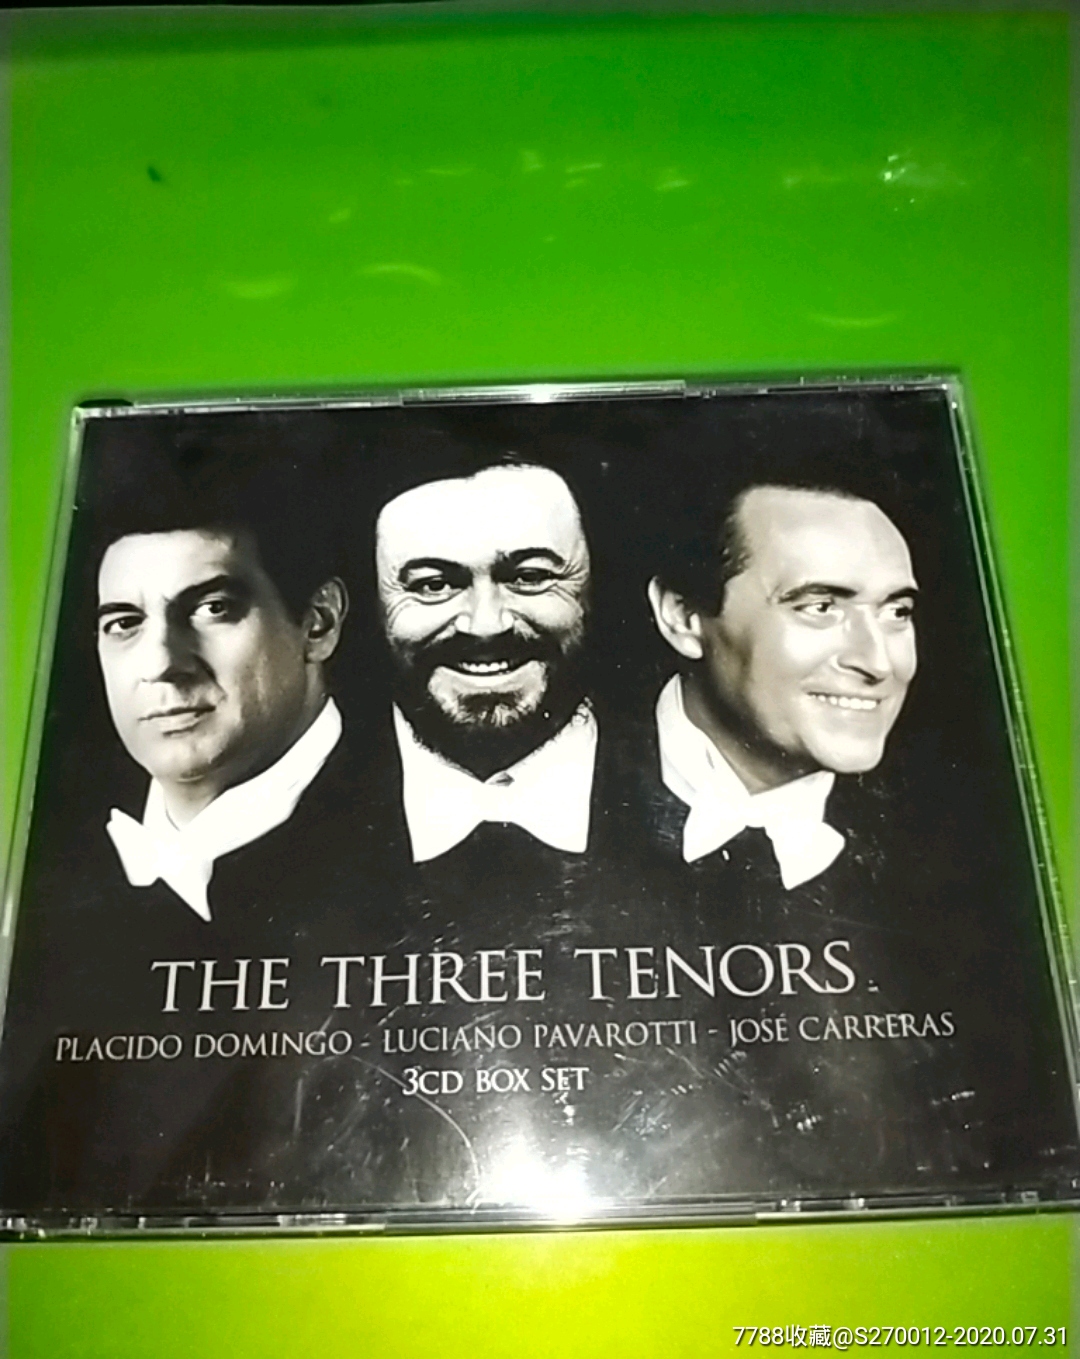 THE THREE TENORS
PLACIDO DOMINGO - LUCIANO PAVAROTTI - JOSÉ CARRERAS
3CD BOX SET
7788收藏@S270012-2020.07.31